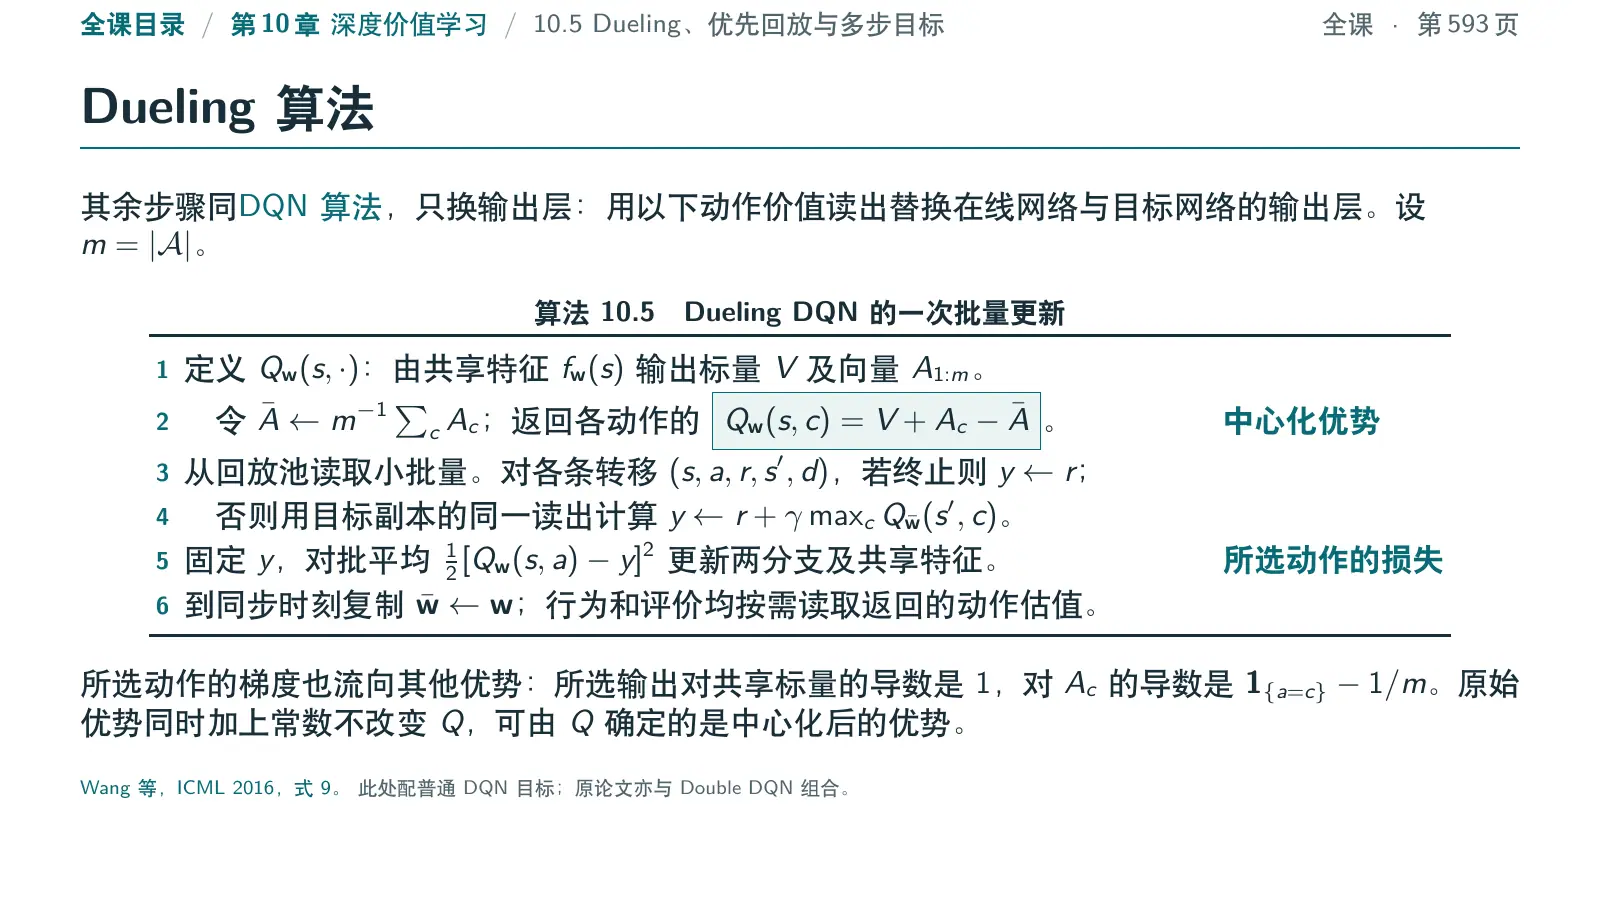 全课目录 / 第 10 章 深度价值学习 / 10.5 Dueling、优先回放与多步目标
全课 · 第 593 页
Dueling 算法
其余步骤同DQN 算法，只换输出层：用以下动作价值读出替换在线网络与目标网络的输出层。设
m = |𝒜|。
算法 10.5 Dueling DQN 的一次批量更新
1 定义 Q_w(s, ·)：由共享特征 f_w(s) 输出标量 V 及向量 A_{1:m}。
2 令 Ā ← m⁻¹ ∑_c A_c；返回各动作的 Q_w(s, c) = V + A_c − Ā 。 中心化优势
3 从回放池读取小批量。对各条转移 (s, a, r, s′, d)，若终止则 y ← r；
4 否则用目标副本的同一读出计算 y ← r + γ max_c Q_w̄(s′, c)。
5 固定 y，对批平均 ½[Q_w(s, a) − y]² 更新两分支及共享特征。 所选动作的损失
6 到同步时刻复制 w̄ ← w；行为和评价均按需读取返回的动作估值。
所选动作的梯度也流向其他优势：所选输出对共享标量的导数是 1，对 A_c 的导数是 1_{a=c} − 1/m。原始
优势同时加上常数不改变 Q，可由 Q 确定的是中心化后的优势。
Wang 等，ICML 2016，式 9。 此处配普通 DQN 目标；原论文亦与 Double DQN 组合。